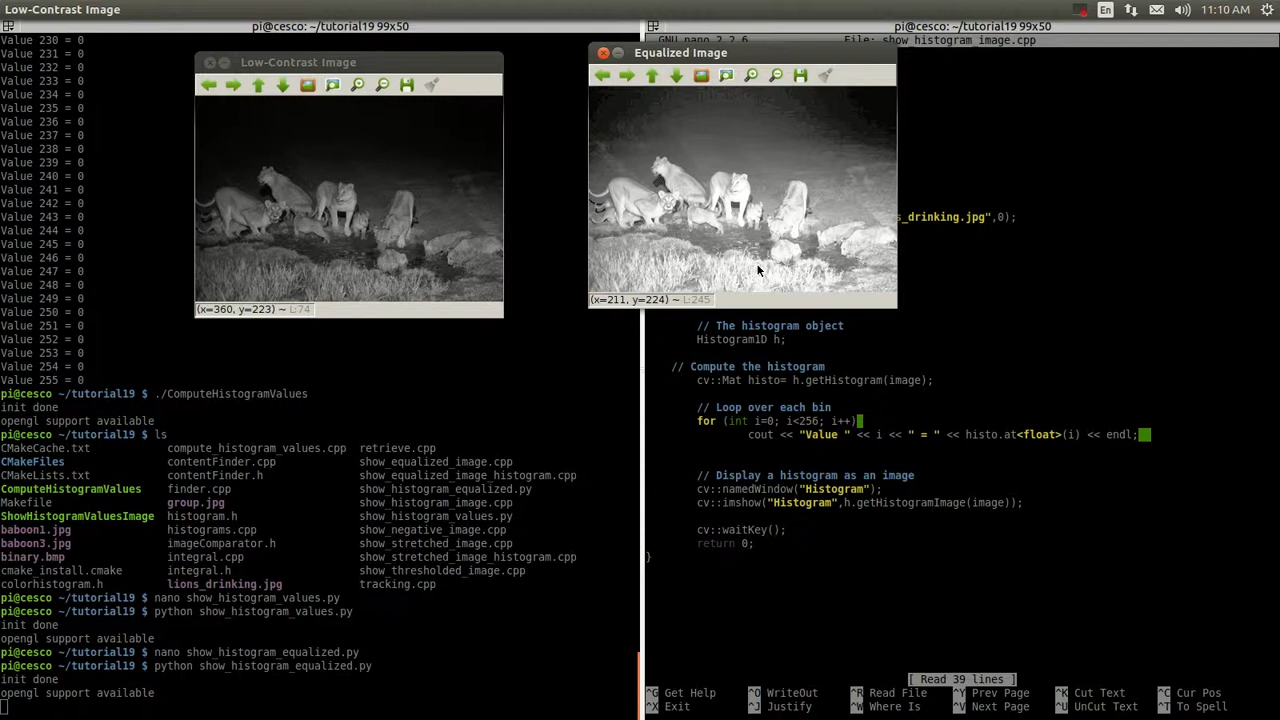 Low-Contrast Image
En
11:10 AM
pi@cesco: ~/tutorial19 99x50
Value 230 = 0
Value 231 = 0
Value 232 = 0
Value 233 = 0
Value 234 = 0
Value 235 = 0
Value 236 = 0
Value 237 = 0
Value 238 = 0
Value 239 = 0
Value 240 = 0
Value 241 = 0
Value 242 = 0
Value 243 = 0
Value 244 = 0
Value 245 = 0
Value 246 = 0
Value 247 = 0
Value 248 = 0
Value 249 = 0
Value 250 = 0
Value 251 = 0
Value 252 = 0
Value 253 = 0
Value 254 = 0
Value 255 = 0
pi@cesco ~/tutorial19 $ ./ComputeHistogramValues
init done
opengl support available
pi@cesco ~/tutorial19 $ ls
CMakeCache.txt compute_histogram_values.cpp retrieve.cpp
CMakeFiles contentFinder.cpp show_equalized_image.cpp
CMakeLists.txt contentFinder.h show_equalized_image_histogram.cpp
ComputeHistogramValues finder.cpp show_histogram_equalized.py
Makefile group.jpg show_histogram_image.cpp
ShowHistogramValuesImage histogram.h show_histogram_values.py
baboon1.jpg histograms.cpp show_negative_image.cpp
baboon3.jpg imageComparator.h show_stretched_image.cpp
binary.bmp integral.cpp show_stretched_image_histogram.cpp
cmake_install.cmake integral.h show_thresholded_image.cpp
colorhistogram.h lions_drinking.jpg tracking.cpp
pi@cesco ~/tutorial19 $ nano show_histogram_values.py
pi@cesco ~/tutorial19 $ python show_histogram_values.py
init done
opengl support available
pi@cesco ~/tutorial19 $ nano show_histogram_equalized.py
pi@cesco ~/tutorial19 $ python show_histogram_equalized.py
init done
opengl support available
Low-Contrast Image
(x=360, y=223) ~ L:74
Equalized Image
(x=211, y=224) ~ L:245
pi@cesco: ~/tutorial19 99x50
GNU nano 2.2.6 File: show_histogram_image.cpp
s_drinking.jpg",0);
// The histogram object
Histogram1D h;
// Compute the histogram
cv::Mat histo= h.getHistogram(image);
// Loop over each bin
for (int i=0; i<256; i++)
cout << "Value " << i << " = " << histo.at<float>(i) << endl;
// Display a histogram as an image
cv::namedWindow("Histogram");
cv::imshow("Histogram",h.getHistogramImage(image));
cv::waitKey();
return 0;
}
[ Read 39 lines ]
^G Get Help ^O WriteOut ^R Read File ^Y Prev Page ^K Cut Text ^C Cur Pos
^X Exit ^J Justify ^W Where Is ^V Next Page ^U UnCut Text ^T To Spell